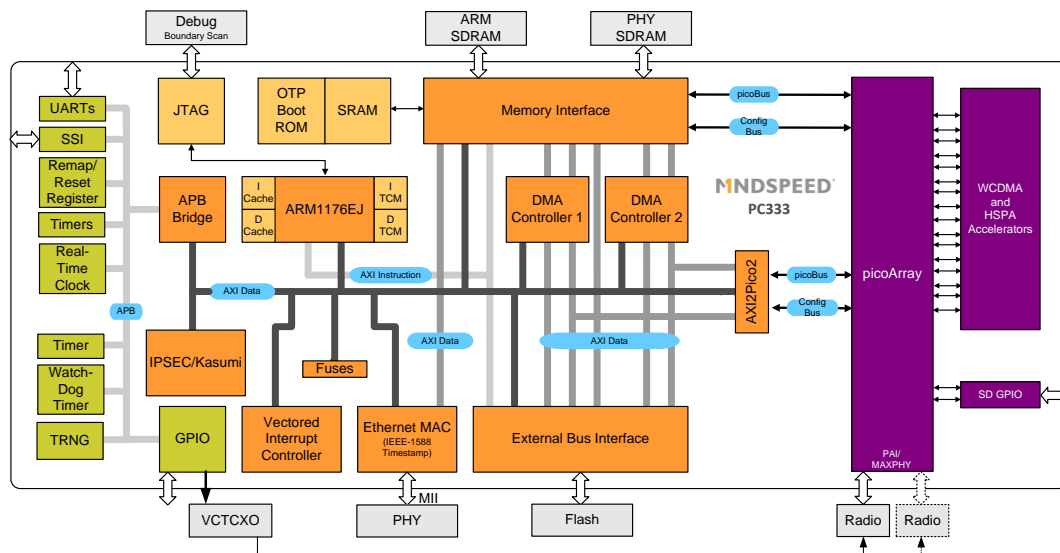 Debug
Boundary Scan
ARM
SDRAM
PHY
SDRAM
UARTs
SSI
Remap/
Reset
Register
Timers
Real-
Time
Clock
APB
Timer
Watch-
Dog
Timer
TRNG
JTAG
OTP
Boot
ROM
SRAM
Memory Interface
picoBus
Config
Bus
APB
Bridge
I
Cache
D
Cache
ARM1176EJ
I
TCM
D
TCM
DMA
Controller 1
DMA
Controller 2
MINDSPEED®
PC333
picoArray
WCDMA
and
HSPA
Accelerators
AXI Instruction
AXI Data
AXI2Pico2
picoBus
Config
Bus
IPSEC/Kasumi
Fuses
AXI Data
AXI Data
SD GPIO
GPIO
Vectored
Interrupt
Controller
Ethernet MAC
(IEEE-1588
Timestamp)
External Bus Interface
PAI/
MAXPHY
MII
VCTCXO
PHY
Flash
Radio
Radio